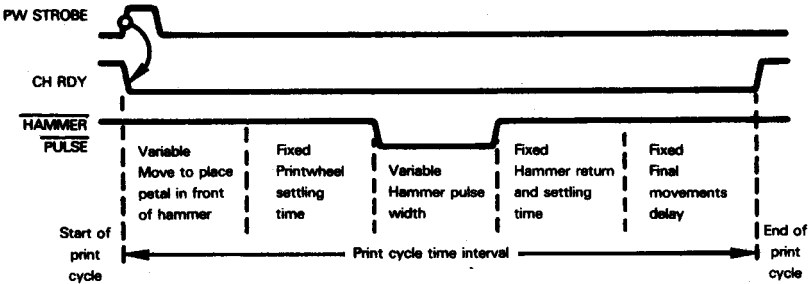 PW STROBE
CH RDY
HAMMER
PULSE
Variable
Move to place
petal in front
of hammer
Fixed
Printwheel
settling
time
Variable
Hammer pulse
width
Fixed
Hammer return
and settling
time
Fixed
Final
movements
delay
Start of
print
cycle
Print cycle time interval
End of
print
cycle